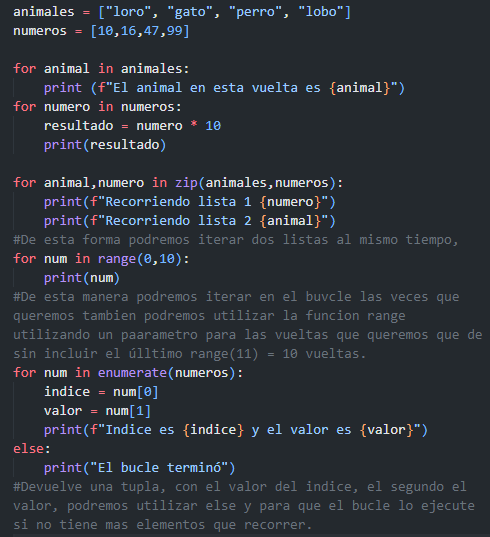 animales = ["loro", "gato", "perro", "lobo"]
numeros = [10,16,47,99]

for animal in animales:
    print (f"El animal en esta vuelta es {animal}")
for numero in numeros:
    resultado = numero * 10
    print(resultado)

for animal,numero in zip(animales,numeros):
    print(f"Recorriendo lista 1 {numero}")
    print(f"Recorriendo lista 2 {animal}")
#De esta forma podremos iterar dos listas al mismo tiempo,
for num in range(0,10):
    print(num)
#De esta manera podremos iterar en el buvcle las veces que
queremos tambien podremos utilizar la funcion range
utilizando un paarametro para las vueltas que queremos que de
sin incluir el úlltimo range(11) = 10 vueltas.
for num in enumerate(numeros):
    indice = num[0]
    valor = num[1]
    print(f"Indice es {indice} y el valor es {valor}")
else:
    print("El bucle terminó")
#Devuelve una tupla, con el valor del indice, el segundo el
valor, podremos utilizar else y para que el bucle lo ejecute
si no tiene mas elementos que recorrer.